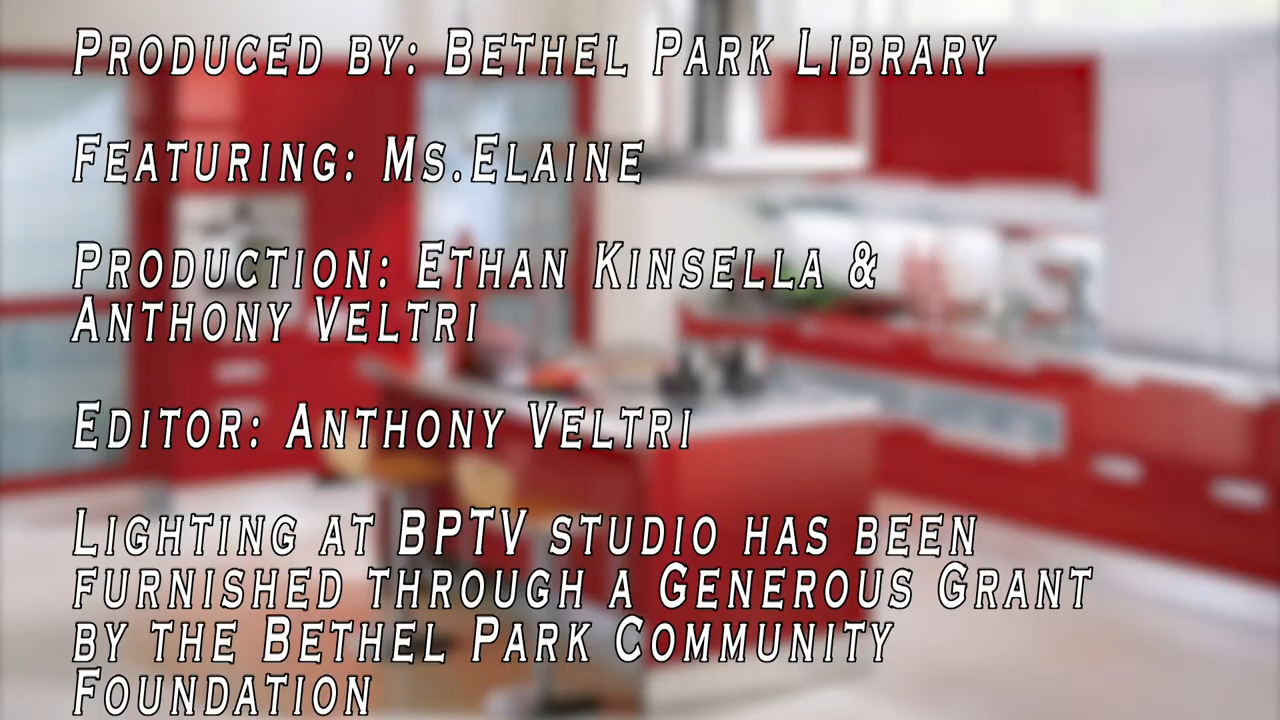 Produced by: Bethel Park Library
Featuring: Ms.Elaine
Production: Ethan Kinsella &
Anthony Veltri
Editor: Anthony Veltri
Lighting at BPTV studio has been
furnished through a Generous Grant
by the Bethel Park Community
Foundation